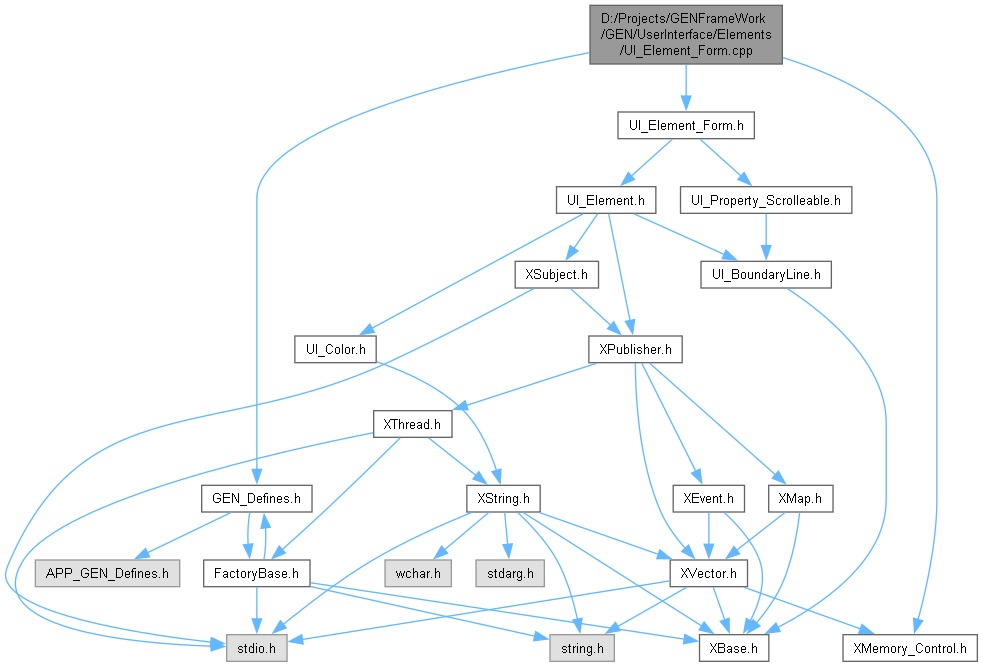 D:/Projects/GENFrameWork
/GEN/UserInterface/Elements
/UI_Element_Form.cpp
UI_Element_Form.h
UI_Element.h
UI_Property_Scrolleable.h
XSubject.h
UI_BoundaryLine.h
UI_Color.h
XPublisher.h
XThread.h
GEN_Defines.h
XString.h
XEvent.h
XMap.h
APP_GEN_Defines.h
FactoryBase.h
wchar.h
stdarg.h
XVector.h
stdio.h
string.h
XBase.h
XMemory_Control.h